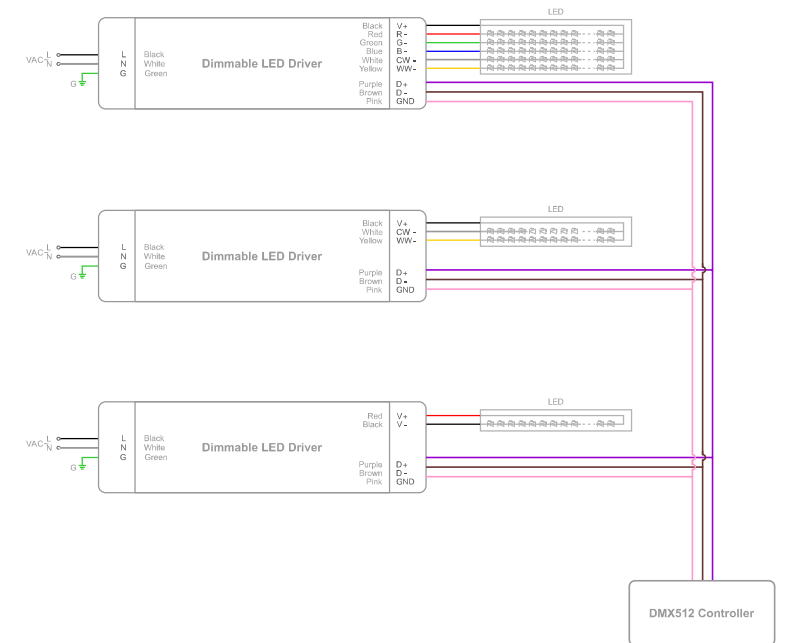 LED
Black V+
Red R-
Green G-
Blue B-
White CW-
Yellow WW-
Purple D+
Brown D-
Pink GND
VAC L L Black
N N White
G G Green
Dimmable LED Driver
LED
Black V+
White CW-
Yellow WW-
Purple D+
Brown D-
Pink GND
VAC L L Black
N N White
G G Green
Dimmable LED Driver
LED
Red V+
Black V-
Purple D+
Brown D-
Pink GND
VAC L L Black
N N White
G G Green
Dimmable LED Driver
DMX512 Controller